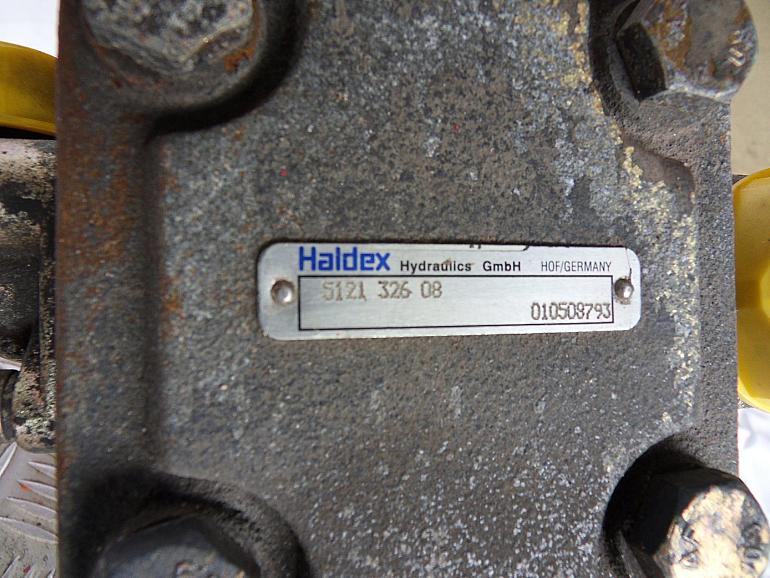 Haldex Hydraulics GmbH HOF/GERMANY
5121 326 08
010508793